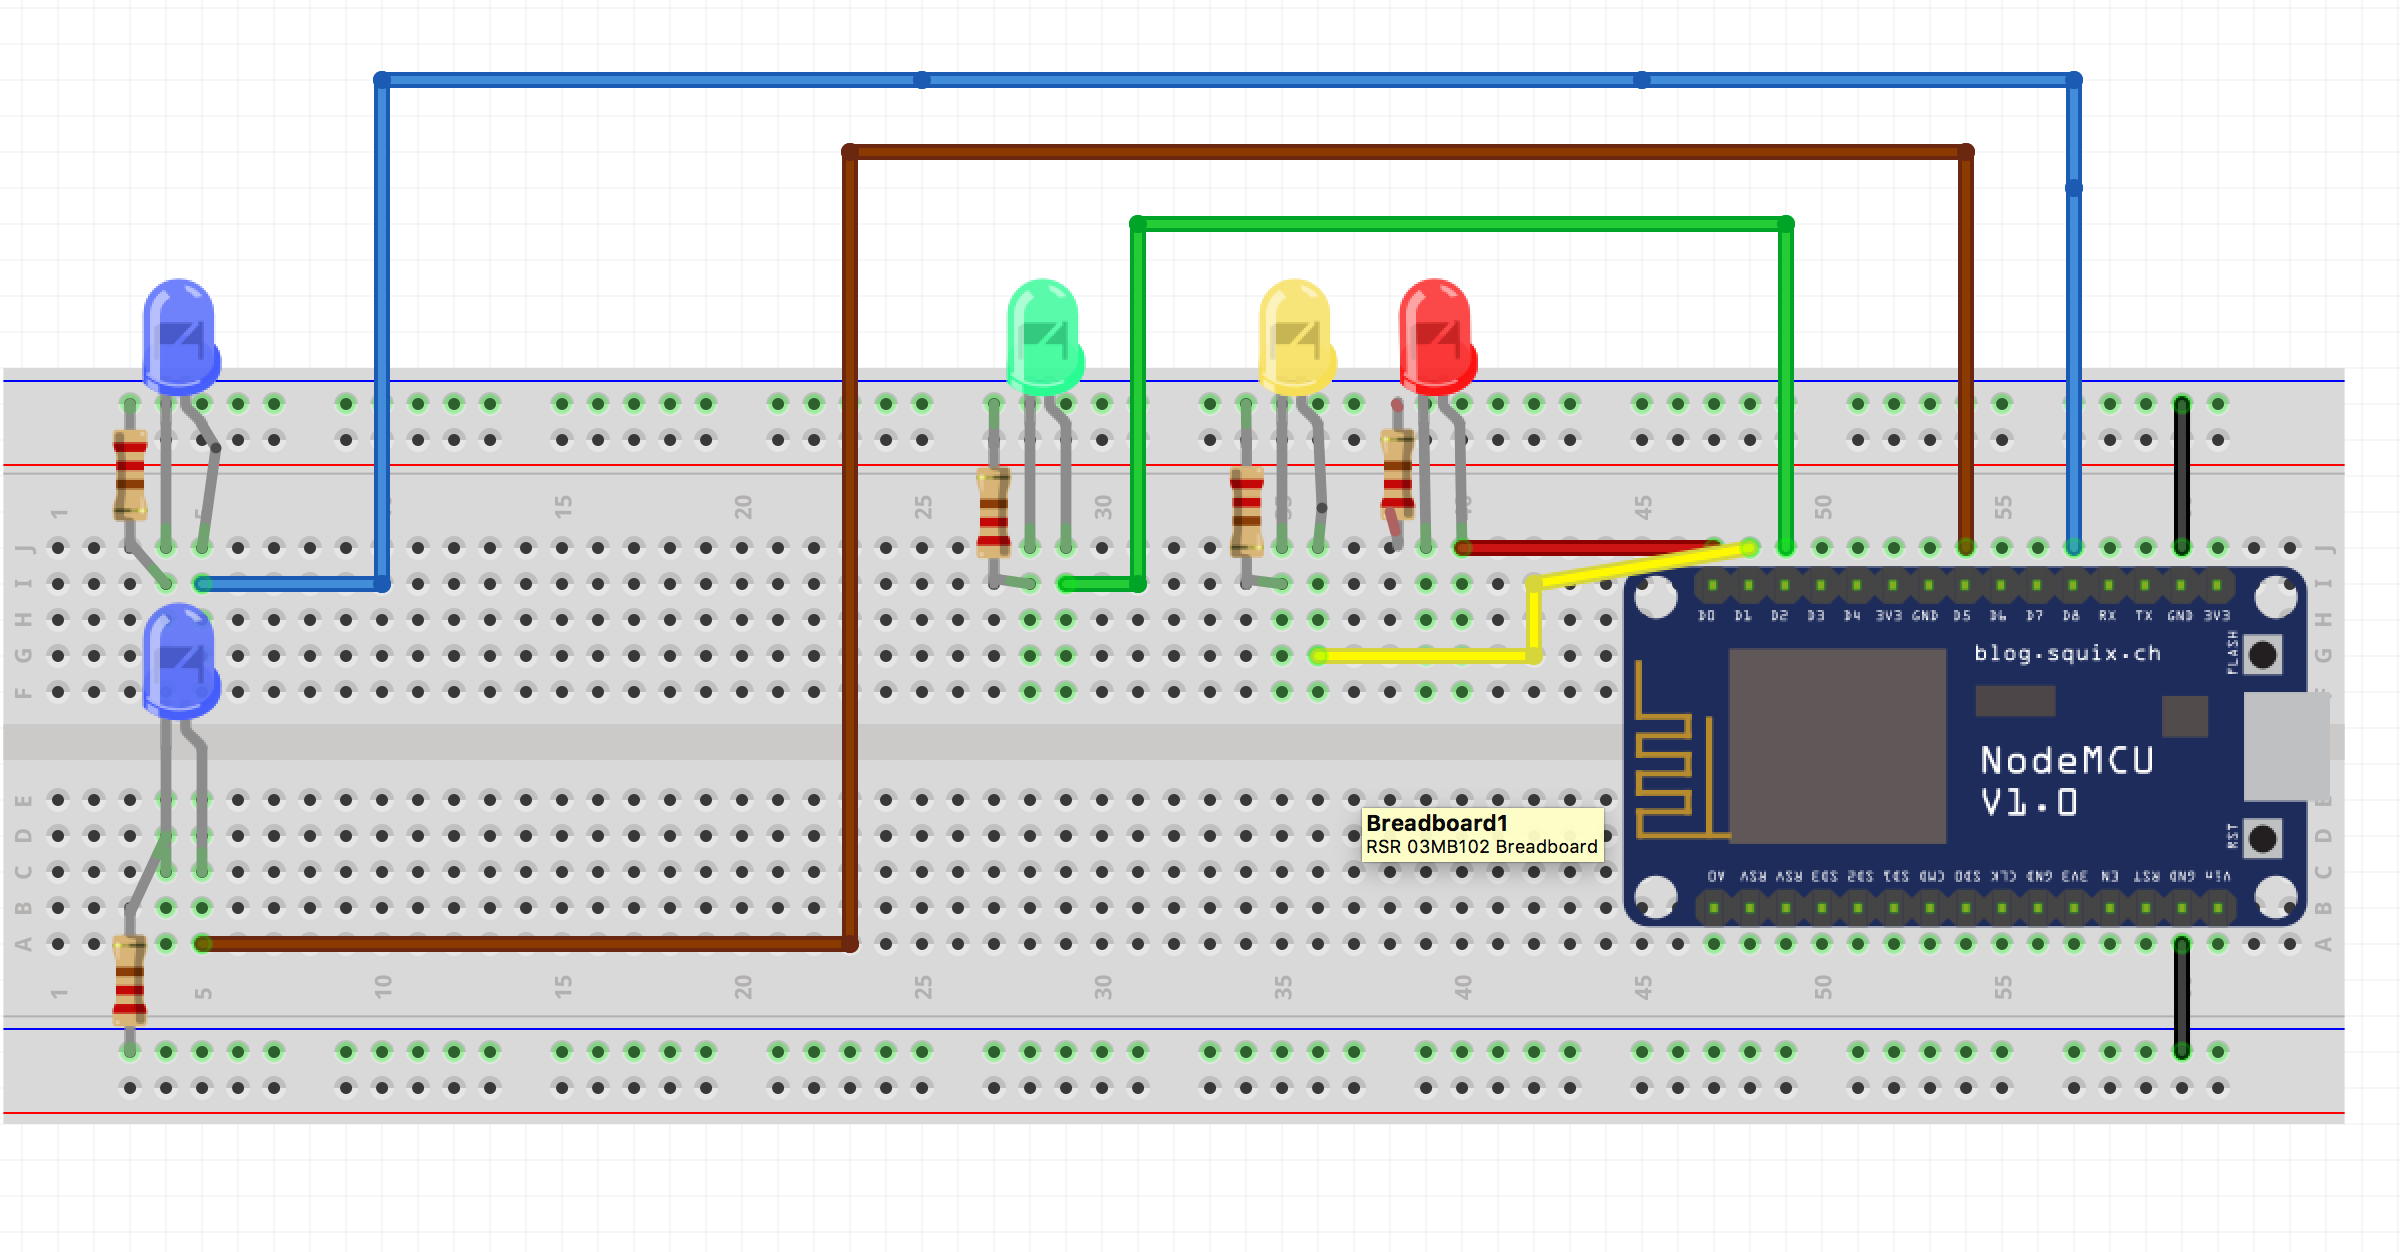 1 5 15 20 25 30 35 40 45 50 55
J J
I I
D0 D1 D2 D3 D4 3V3 GND D5 D6 D7 D8 RX TX GND 3V3
H H
blog.squix.ch
FLASH
G G
F
NodeMCU
V1.0
E
Breadboard1
RSR 03MB102 Breadboard
D D
RST
C C
A0 RSV RSV SD3 SD2 SD1 CMD SD0 CLK GND 3V3 EN RST GND Vin
B B
A A
1 5 10 15 20 25 30 35 40 45 50 55